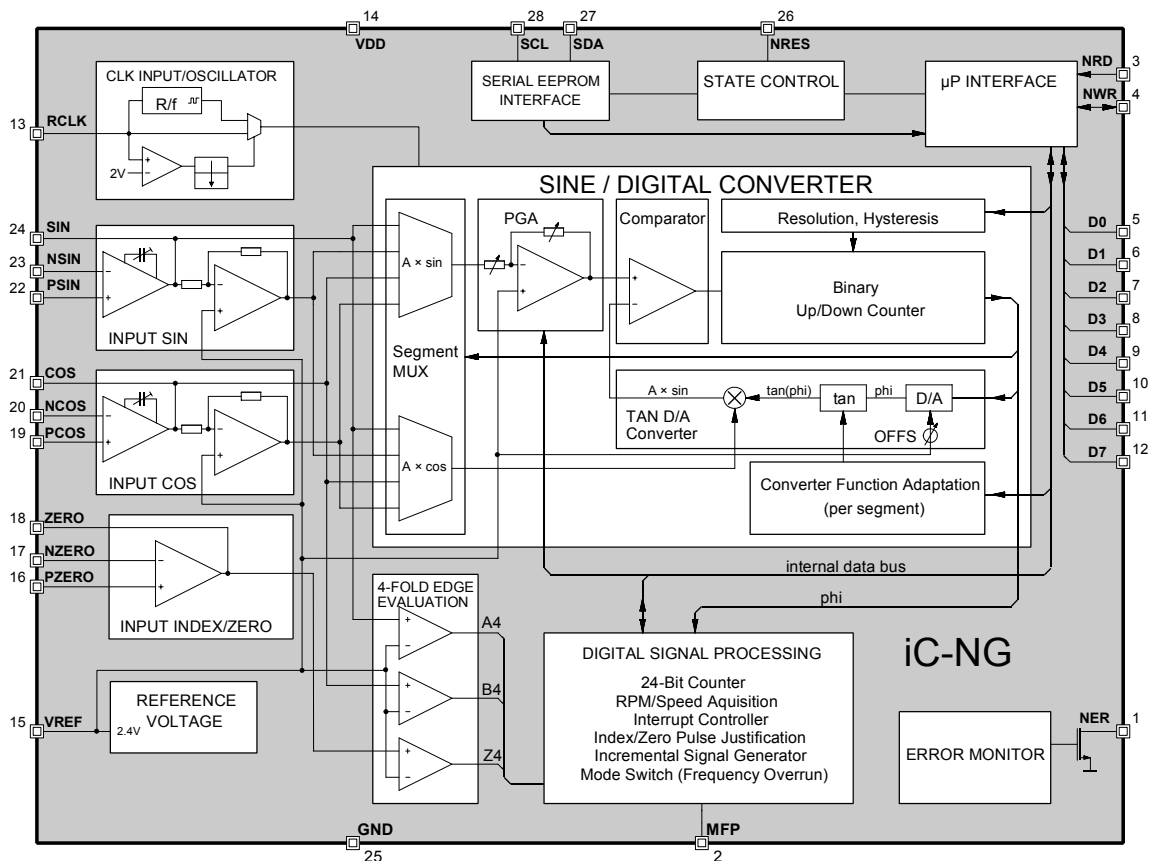 14
28
27
26
VDD
SCL
SDA
NRES
CLK INPUT/OSCILLATOR
R/f
2V
13
RCLK
SERIAL EEPROM
INTERFACE
STATE CONTROL
µP INTERFACE
NRD
3
NWR
4
SINE / DIGITAL CONVERTER
24
SIN
23
NSIN
22
PSIN
INPUT SIN
A × sin
PGA
Comparator
Resolution, Hysteresis
Binary
Up/Down Counter
Segment
MUX
D0
5
D1
6
D2
7
D3
8
D4
9
D5
10
D6
11
D7
12
21
COS
20
NCOS
19
PCOS
INPUT COS
A × cos
A × sin
tan(phi)
tan
phi
D/A
TAN D/A
Converter
OFFS
Converter Function Adaptation
(per segment)
18
ZERO
17
NZERO
16
PZERO
INPUT INDEX/ZERO
internal data bus
phi
4-FOLD EDGE
EVALUATION
A4
B4
Z4
15
VREF
2.4V
REFERENCE
VOLTAGE
DIGITAL SIGNAL PROCESSING
24-Bit Counter
RPM/Speed Aquisition
Interrupt Controller
Index/Zero Pulse Justification
Incremental Signal Generator
Mode Switch (Frequency Overrun)
iC-NG
ERROR MONITOR
NER
1
GND
25
MFP
2
+
−
+
−
+
−
+
−
+
−
+
−
+
−
+
−
+
−
+
−
+
−